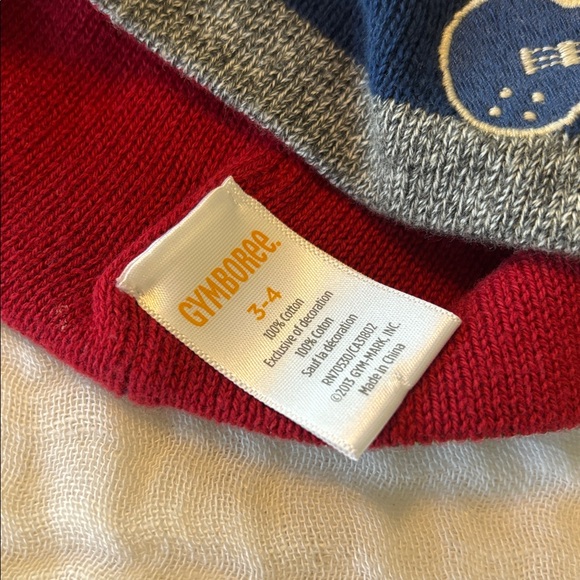 GYMBOREE.
3-4
100% Cotton
Exclusive of decoration
100% Coton
Sauf la décoration
RN70530/CA31802
©2013 GYM-MARK, INC.
Made in China